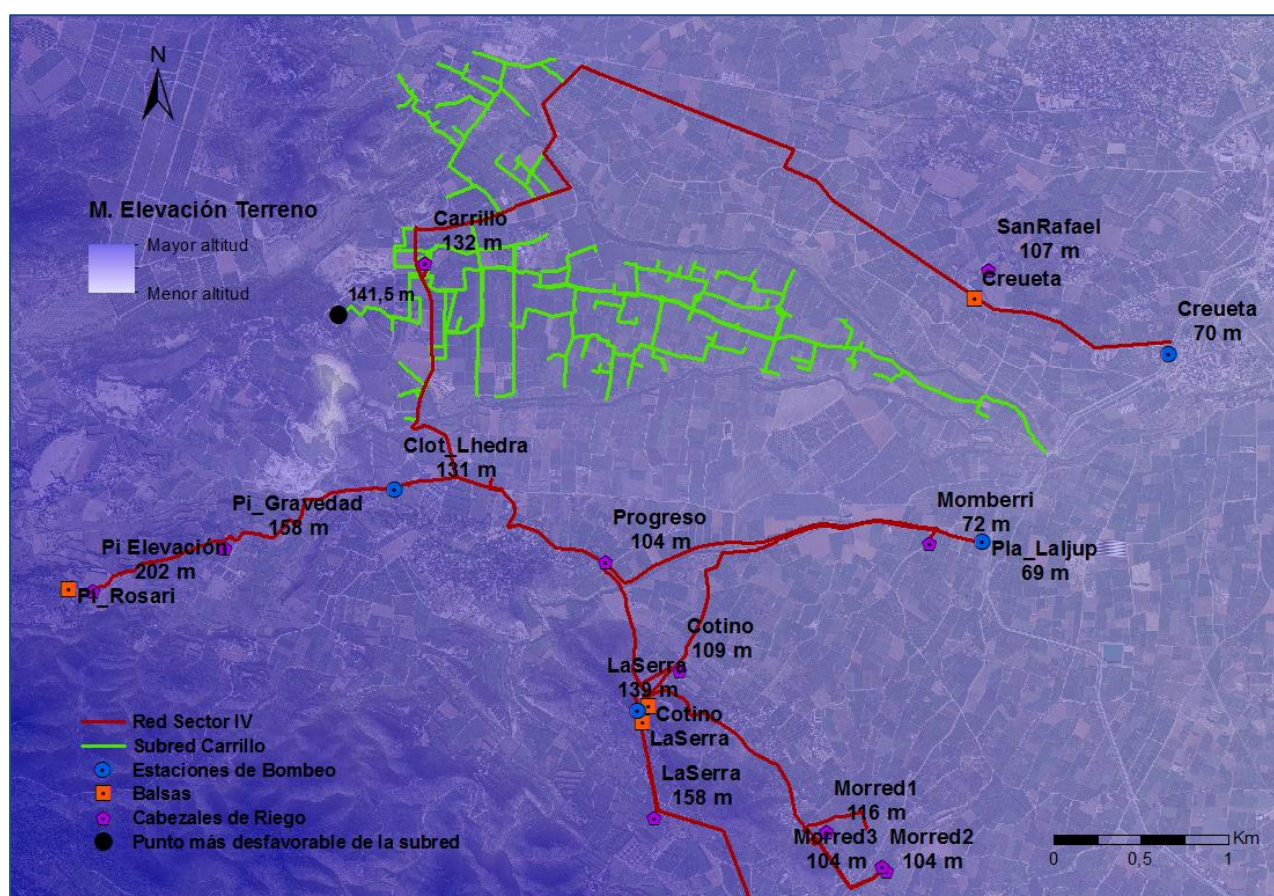 N
M. Elevación Terreno
Mayor altitud
Menor altitud
Carrillo
132 m
141,5 m
SanRafael
107 m
Creueta
Creueta
70 m
Clot_Lhedra
131 m
Pi_Gravedad
158 m
Pi Elevación
202 m
Pi_Rosari
Progreso
104 m
Momberri
72 m
Pla_Laljup
69 m
Cotino
109 m
LaSerra
139 m
Cotino
LaSerra
LaSerra
158 m
Morred1
116 m
Morred3
104 m
Morred2
104 m
Red Sector IV
Subred Carrillo
Estaciones de Bombeo
Balsas
Cabezales de Riego
Punto más desfavorable de la subred
Km
0
0,5
1